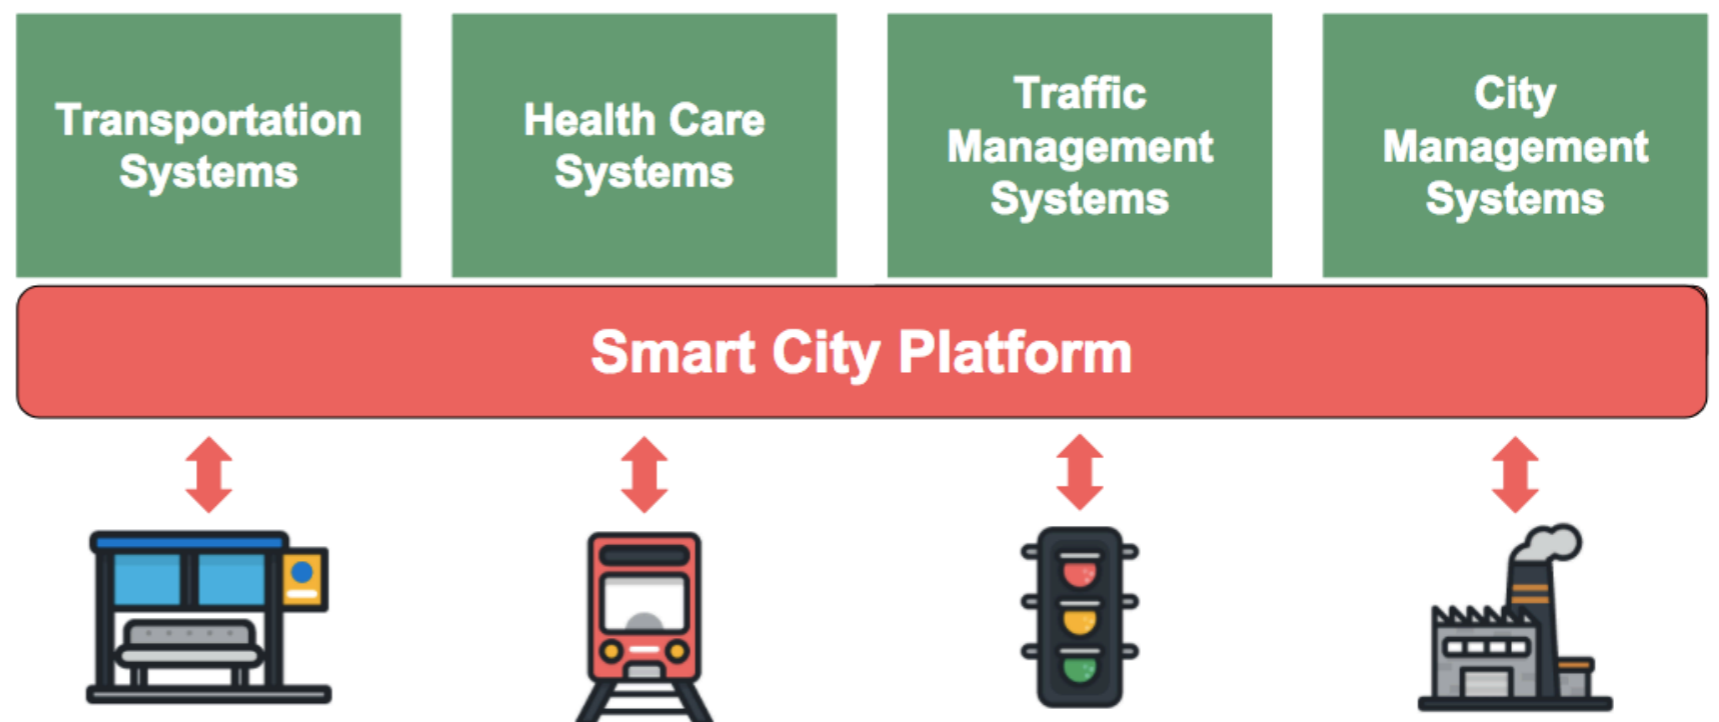 Transportation
Systems
Health Care
Systems
Traffic
Management
Systems
City
Management
Systems
Smart City Platform